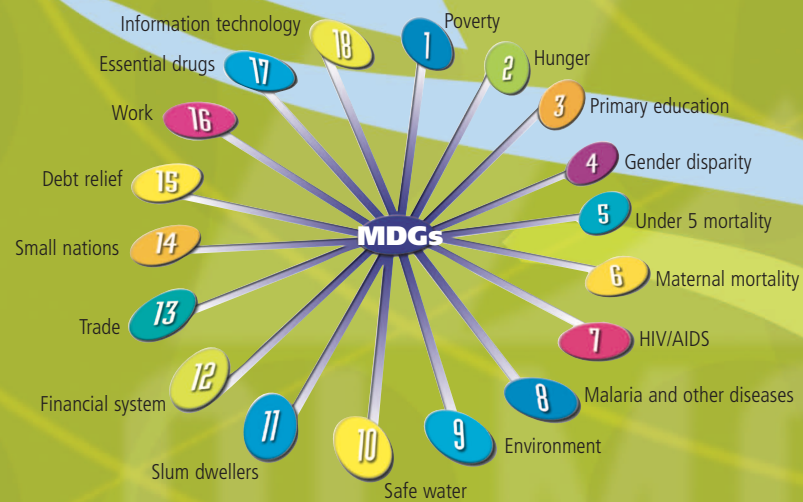 MDGs
1
Poverty
2
Hunger
3
Primary education
4
Gender disparity
5
Under 5 mortality
6
Maternal mortality
7
HIV/AIDS
8
Malaria and other diseases
9
Environment
10
Safe water
11
Slum dwellers
12
Financial system
13
Trade
14
Small nations
15
Debt relief
16
Work
17
Essential drugs
18
Information technology